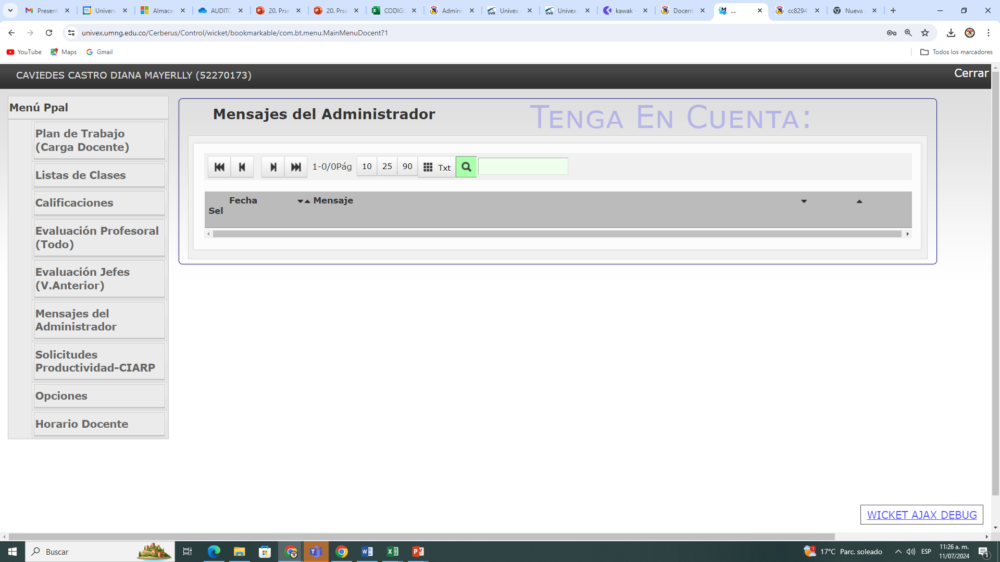 Present
Univers
Almace
AUDITC
20. Prse
20. Prse
CODIG
Adminis
Univex
Univex
kawak -
Docent
....
cc8294
Nueva
univex.umng.edu.co/Cerberus/Control/wicket/bookmarkable/com.bt.menu.MainMenuDocent?1
YouTube Maps Gmail Todos los marcadores
CAVIEDES CASTRO DIANA MAYERLLY (52270173) Cerrar
Menú Ppal
Plan de Trabajo
(Carga Docente)
Listas de Clases
Calificaciones
Evaluación Profesoral
(Todo)
Evaluación Jefes
(V.Anterior)
Mensajes del
Administrador
Solicitudes
Productividad-CIARP
Opciones
Horario Docente
Mensajes del Administrador
TENGA EN CUENTA:
1-0/0Pág 10 25 90 Txt
Fecha Mensaje
Sel
WICKET AJAX DEBUG
Buscar
17°C Parc. soleado
ESP
11:26 a. m.
11/07/2024
1